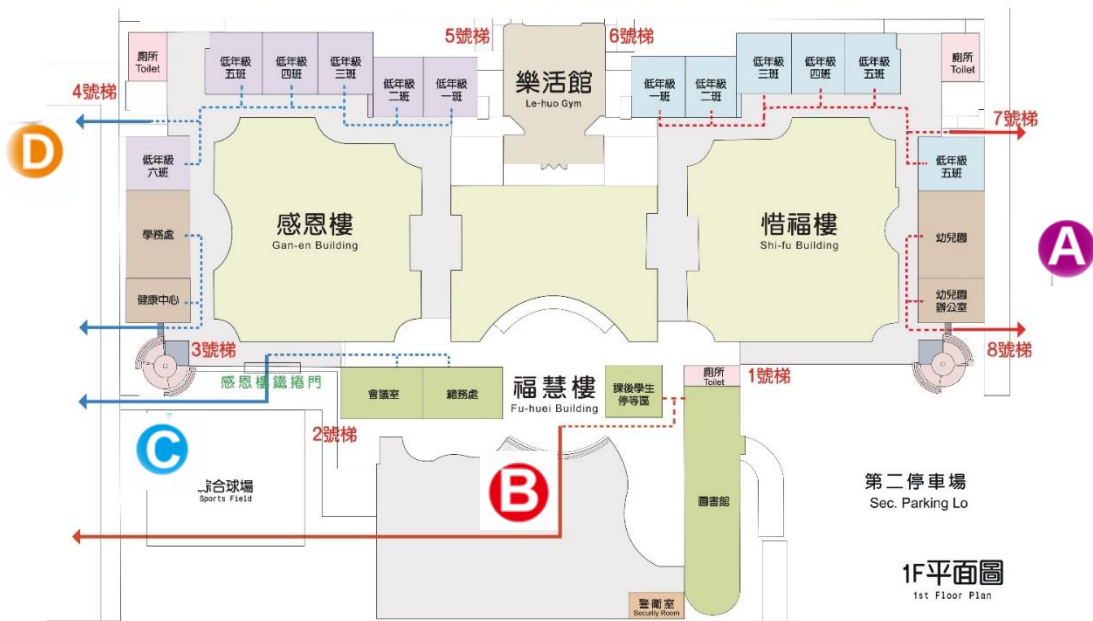 5號梯
6號梯
廁所
Toilet
低年級
五班
低年級
四班
低年級
三班
低年級
二班
低年級
一班
樂活館
Le-huo Gym
低年級
一班
低年級
二班
低年級
三班
低年級
四班
低年級
五班
廁所
Toilet
4號梯
7號梯
D
低年級
六班
低年級
五班
學務處
感恩樓
Gan-en Building
惜福樓
Shi-fu Building
幼兒園
A
健康中心
幼兒園
辦公室
3號梯
8號梯
感恩樓鐵捲門
會議室
總務處
福慧樓
Fu-huei Building
課後學生
停等區
廁所
Toilet
1號梯
2號梯
C
B
綜合球場
Sports Field
圖書館
第二停車場
Sec. Parking Lo
1F平面圖
1st Floor Plan
警衛室
Security Room